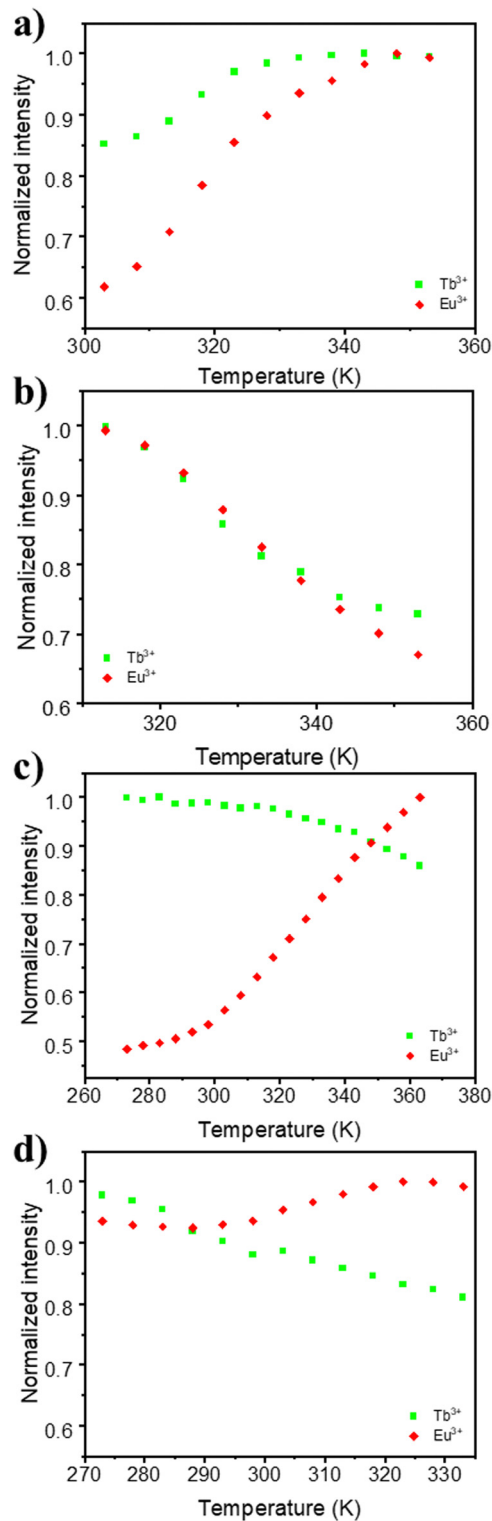 a)
1.0
0.9
0.8
0.7
0.6
Normalized intensity
Tb³⁺
Eu³⁺
300 320 340 360
Temperature (K)
b)
1.0
0.9
0.8
0.7
0.6
Normalized intensity
Tb³⁺
Eu³⁺
320 340 360
Temperature (K)
c)
1.0
0.9
0.8
0.7
0.6
0.5
Normalized intensity
Tb³⁺
Eu³⁺
260 280 300 320 340 360 380
Temperature (K)
d)
1.0
0.9
0.8
0.7
0.6
Normalized intensity
Tb³⁺
Eu³⁺
270 280 290 300 310 320 330
Temperature (K)